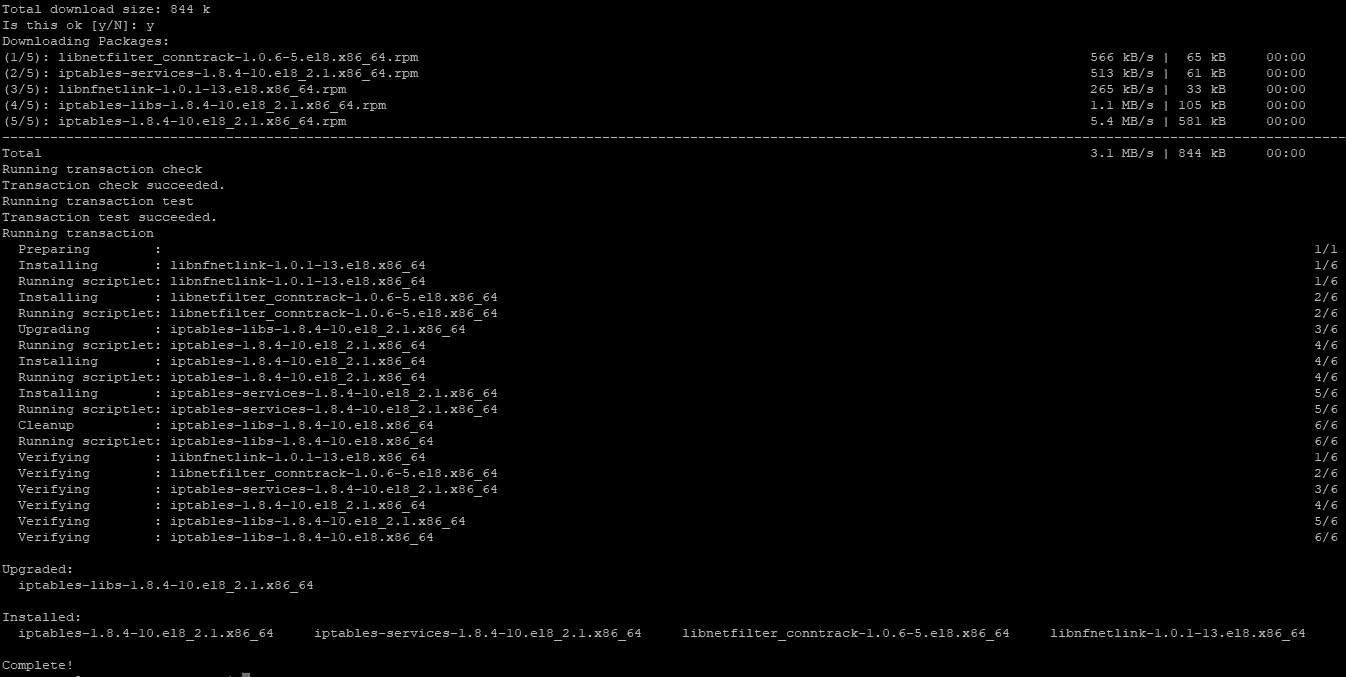 Total download size: 844 k
Is this ok [y/N]: y
Downloading Packages:
(1/5): libnetfilter_conntrack-1.0.6-5.el8.x86_64.rpm 566 kB/s | 65 kB 00:00
(2/5): iptables-services-1.8.4-10.el8_2.1.x86_64.rpm 513 kB/s | 61 kB 00:00
(3/5): libnfnetlink-1.0.1-13.el8.x86_64.rpm 265 kB/s | 33 kB 00:00
(4/5): iptables-libs-1.8.4-10.el8_2.1.x86_64.rpm 1.1 MB/s | 105 kB 00:00
(5/5): iptables-1.8.4-10.el8_2.1.x86_64.rpm 5.4 MB/s | 581 kB 00:00
Total 3.1 MB/s | 844 kB 00:00
Running transaction check
Transaction check succeeded.
Running transaction test
Transaction test succeeded.
Running transaction
Preparing : 1/1
Installing : libnfnetlink-1.0.1-13.el8.x86_64 1/6
Running scriptlet: libnfnetlink-1.0.1-13.el8.x86_64 1/6
Installing : libnetfilter_conntrack-1.0.6-5.el8.x86_64 2/6
Running scriptlet: libnetfilter_conntrack-1.0.6-5.el8.x86_64 2/6
Upgrading : iptables-libs-1.8.4-10.el8_2.1.x86_64 3/6
Running scriptlet: iptables-1.8.4-10.el8_2.1.x86_64 4/6
Installing : iptables-1.8.4-10.el8_2.1.x86_64 4/6
Running scriptlet: iptables-1.8.4-10.el8_2.1.x86_64 4/6
Installing : iptables-services-1.8.4-10.el8_2.1.x86_64 5/6
Running scriptlet: iptables-services-1.8.4-10.el8_2.1.x86_64 5/6
Cleanup : iptables-libs-1.8.4-10.el8.x86_64 6/6
Running scriptlet: iptables-libs-1.8.4-10.el8.x86_64 6/6
Verifying : libnfnetlink-1.0.1-13.el8.x86_64 1/6
Verifying : libnetfilter_conntrack-1.0.6-5.el8.x86_64 2/6
Verifying : iptables-services-1.8.4-10.el8_2.1.x86_64 3/6
Verifying : iptables-1.8.4-10.el8_2.1.x86_64 4/6
Verifying : iptables-libs-1.8.4-10.el8_2.1.x86_64 5/6
Verifying : iptables-libs-1.8.4-10.el8.x86_64 6/6
Upgraded:
iptables-libs-1.8.4-10.el8_2.1.x86_64
Installed:
iptables-1.8.4-10.el8_2.1.x86_64 iptables-services-1.8.4-10.el8_2.1.x86_64 libnetfilter_conntrack-1.0.6-5.el8.x86_64 libnfnetlink-1.0.1-13.el8.x86_64
Complete!